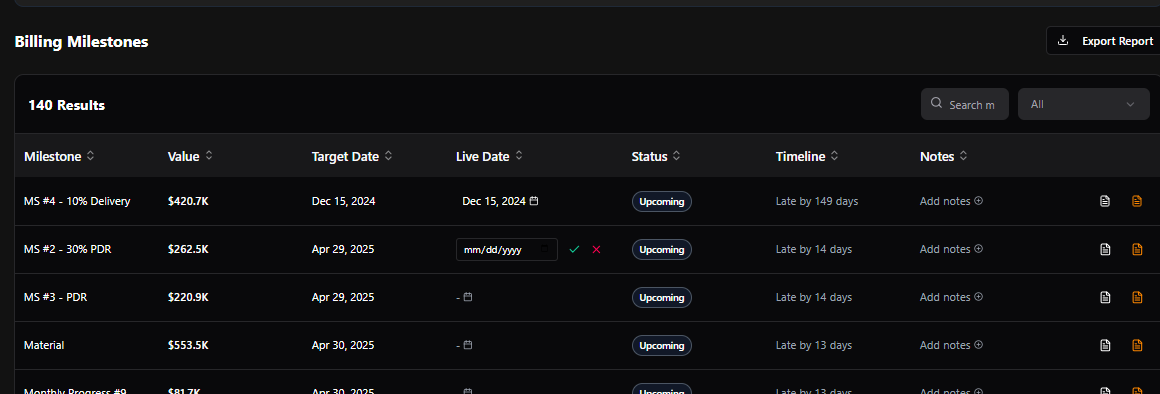 Billing Milestones
Export Report
140 Results
Search m
All
Milestone Value Target Date Live Date Status Timeline Notes
MS #4 - 10% Delivery $420.7K Dec 15, 2024 Dec 15, 2024 Upcoming Late by 149 days Add notes
MS #2 - 30% PDR $262.5K Apr 29, 2025 mm/dd/yyyy Upcoming Late by 14 days Add notes
MS #3 - PDR $220.9K Apr 29, 2025 - Upcoming Late by 14 days Add notes
Material $553.5K Apr 30, 2025 - Upcoming Late by 13 days Add notes
Monthly Progress #9 $81.7K Apr 30, 2025 Upcoming Late by 13 days Add notes